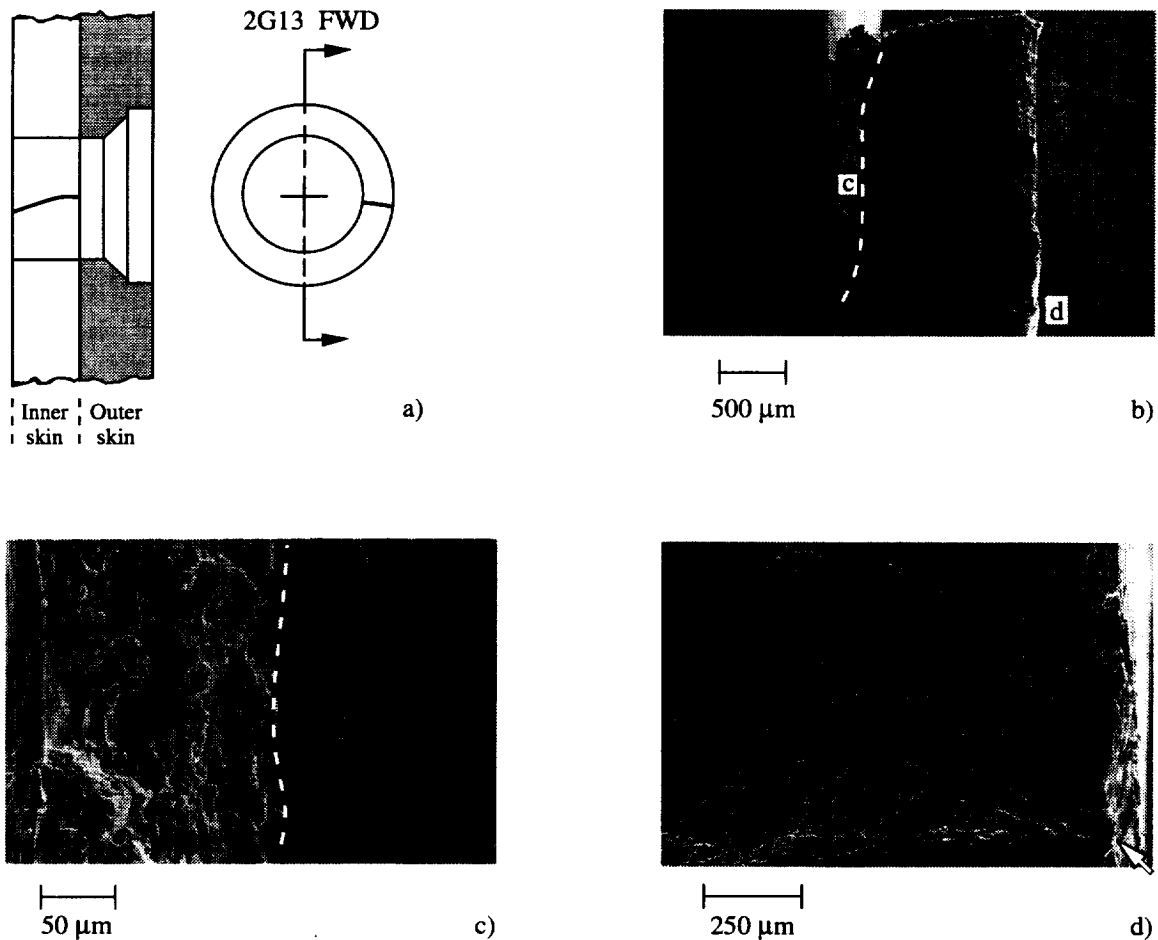 2G13 FWD
Inner skin
Outer skin
a)
c
d
500 μm
b)
50 μm
c)
250 μm
d)